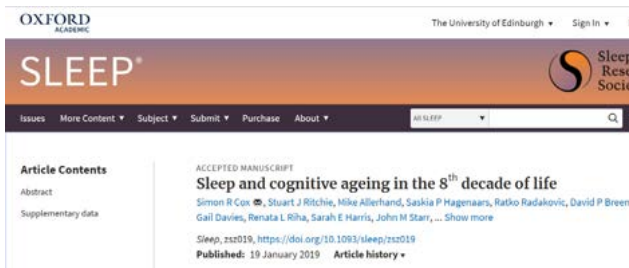 OXFORD
ACADEMIC
The University of Edinburgh ▾ Sign In ▾
SLEEP®
Sleep
Rese
Socie
Issues More Content ▼ Subject ▼ Submit ▼ Purchase About ▼ All SLEEP ▼
Article Contents
Abstract
Supplementary data
ACCEPTED MANUSCRIPT
Sleep and cognitive ageing in the 8th decade of life
Simon R Cox ✉, Stuart J Ritchie, Mike Allerhand, Saskia P Hagenaars, Ratko Radakovic, David P Breen
Gail Davies, Renata L Riha, Sarah E Harris, John M Starr, ... Show more
Sleep, zsz019, https://doi.org/10.1093/sleep/zsz019
Published: 19 January 2019 Article history ▾